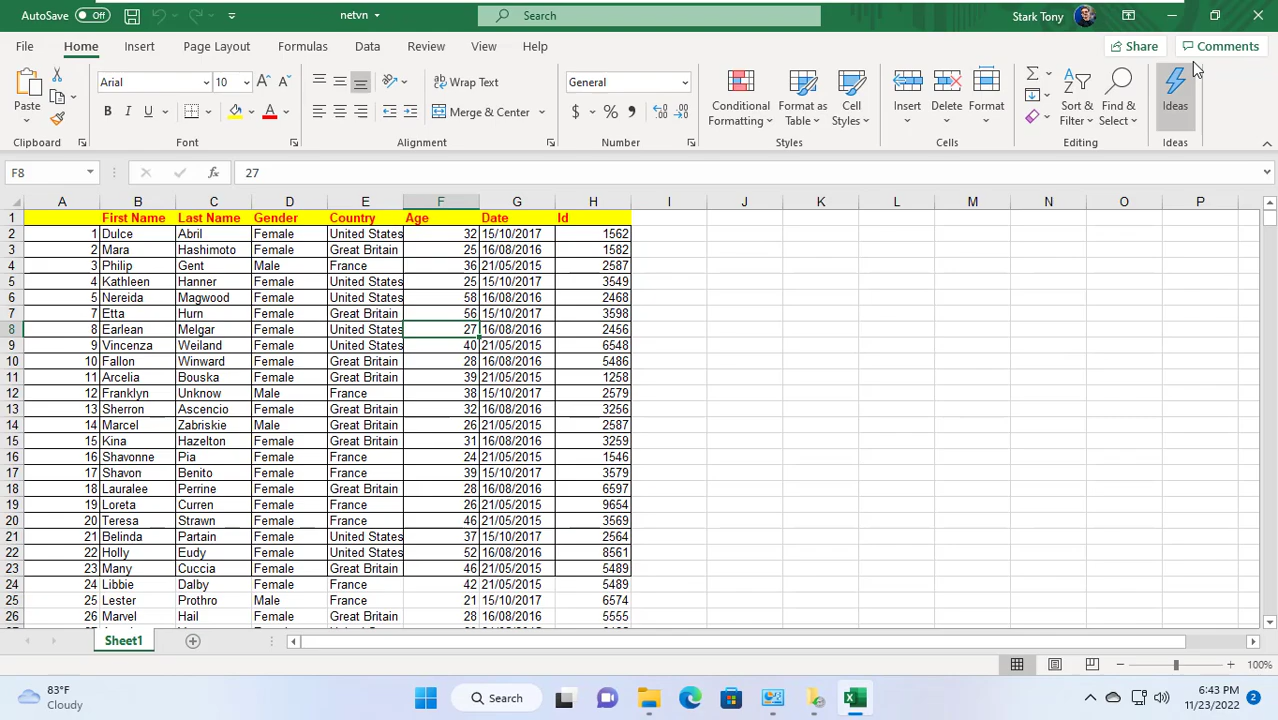 AutoSave Off netvn Search Stark Tony
File Home Insert Page Layout Formulas Data Review View Help Share Comments
Paste
Clipboard
Arial 10
B I U
Font
Wrap Text
Merge & Center
Alignment
General
$ % ,
Number
Conditional Formatting
Format as Table
Cell Styles
Styles
Insert Delete Format
Cells
Sort & Filter
Find & Select
Editing
Ideas
Ideas
F8 fx 27
A B C D E F G H I J K L M N O P
1 First Name Last Name Gender Country Age Date Id
2 1 Dulce Abril Female United States 32 15/10/2017 1562
3 2 Mara Hashimoto Female Great Britain 25 16/08/2016 1582
4 3 Philip Gent Male France 36 21/05/2015 2587
5 4 Kathleen Hanner Female United States 25 15/10/2017 3549
6 5 Nereida Magwood Female United States 58 16/08/2016 2468
7 7 Etta Hurn Female Great Britain 56 15/10/2017 3598
8 8 Earlean Melgar Female United States 27 16/08/2016 2456
9 9 Vincenza Weiland Female United States 40 21/05/2015 6548
10 10 Fallon Winward Female Great Britain 28 16/08/2016 5486
11 11 Arcelia Bouska Female Great Britain 39 21/05/2015 1258
12 12 Franklyn Unknow Male France 38 15/10/2017 2579
13 13 Sherron Ascencio Female Great Britain 32 16/08/2016 3256
14 14 Marcel Zabriskie Male Great Britain 26 21/05/2015 2587
15 15 Kina Hazelton Female Great Britain 31 16/08/2016 3259
16 16 Shavonne Pia Female France 24 21/05/2015 1546
17 17 Shavon Benito Female France 39 15/10/2017 3579
18 18 Lauralee Perrine Female Great Britain 28 16/08/2016 6597
19 19 Loreta Curren Female France 26 21/05/2015 9654
20 20 Teresa Strawn Female France 46 21/05/2015 3569
21 21 Belinda Partain Female United States 37 15/10/2017 2564
22 22 Holly Eudy Female United States 52 16/08/2016 8561
23 23 Many Cuccia Female Great Britain 46 21/05/2015 5489
24 24 Libbie Dalby Female France 42 21/05/2015 5489
25 25 Lester Prothro Male France 21 15/10/2017 6574
26 26 Marvel Hail Female Great Britain 28 16/08/2016 5555
Sheet1
100%
83°F
Cloudy
Search
6:43 PM
11/23/2022
2